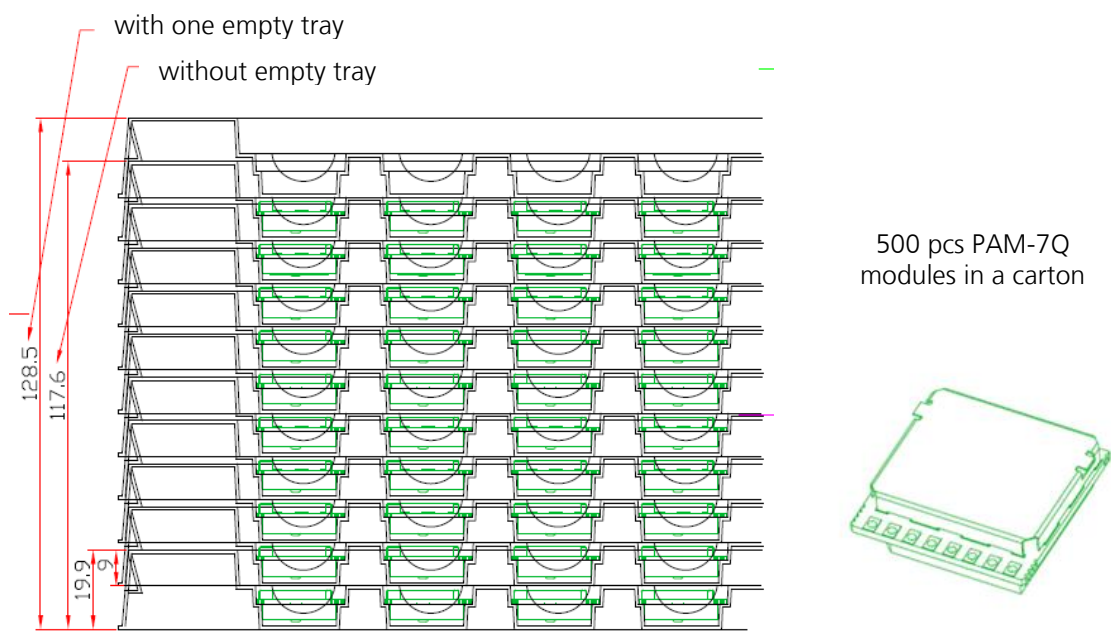 with one empty tray
without empty tray
500 pcs PAM-7Q
modules in a carton
128.5
117.6
19.9
9